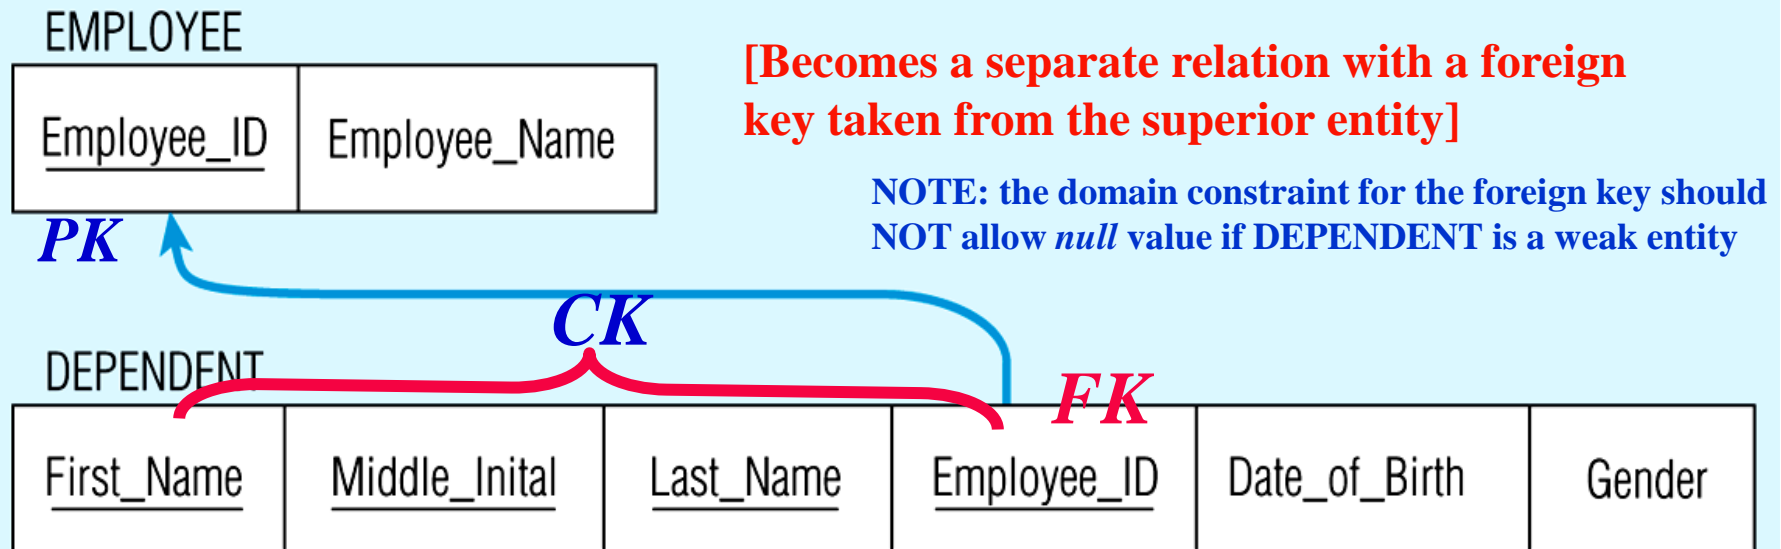 EMPLOYEE
[Becomes a separate relation with a foreign
key taken from the superior entity]
Employee_ID
Employee_Name
NOTE: the domain constraint for the foreign key should
NOT allow null value if DEPENDENT is a weak entity
PK
CK
DEPENDENT
FK
First_Name
Middle_Inital
Last_Name
Employee_ID
Date_of_Birth
Gender